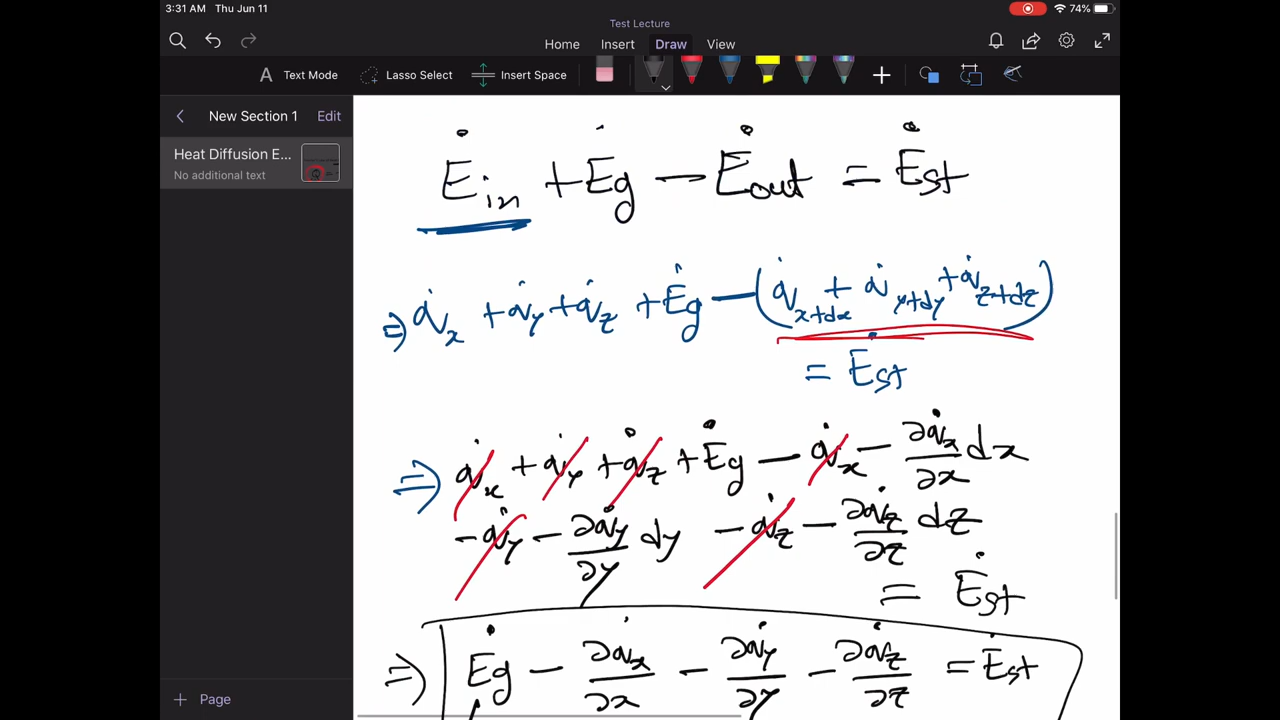 3:31 AM Thu Jun 11
74%
Test Lecture
Home Insert Draw View
Text Mode Lasso Select Insert Space
New Section 1 Edit
Heat Diffusion E...
No additional text
Ėin + Ėg − Ėout = Ėst
⇒ q̇x + q̇y + q̇z + Ėg − (q̇x+dx + q̇y+dy + q̇z+dz)
= Ėst
⇒ q̇x + q̇y + q̇z + Ėg − q̇x − ∂q̇x/∂x dx
− q̇y − ∂q̇y/∂y dy − q̇z − ∂q̇z/∂z dz
= Ėst
⇒ Ėg − ∂q̇x/∂x − ∂q̇y/∂y − ∂q̇z/∂z = Ėst
+ Page